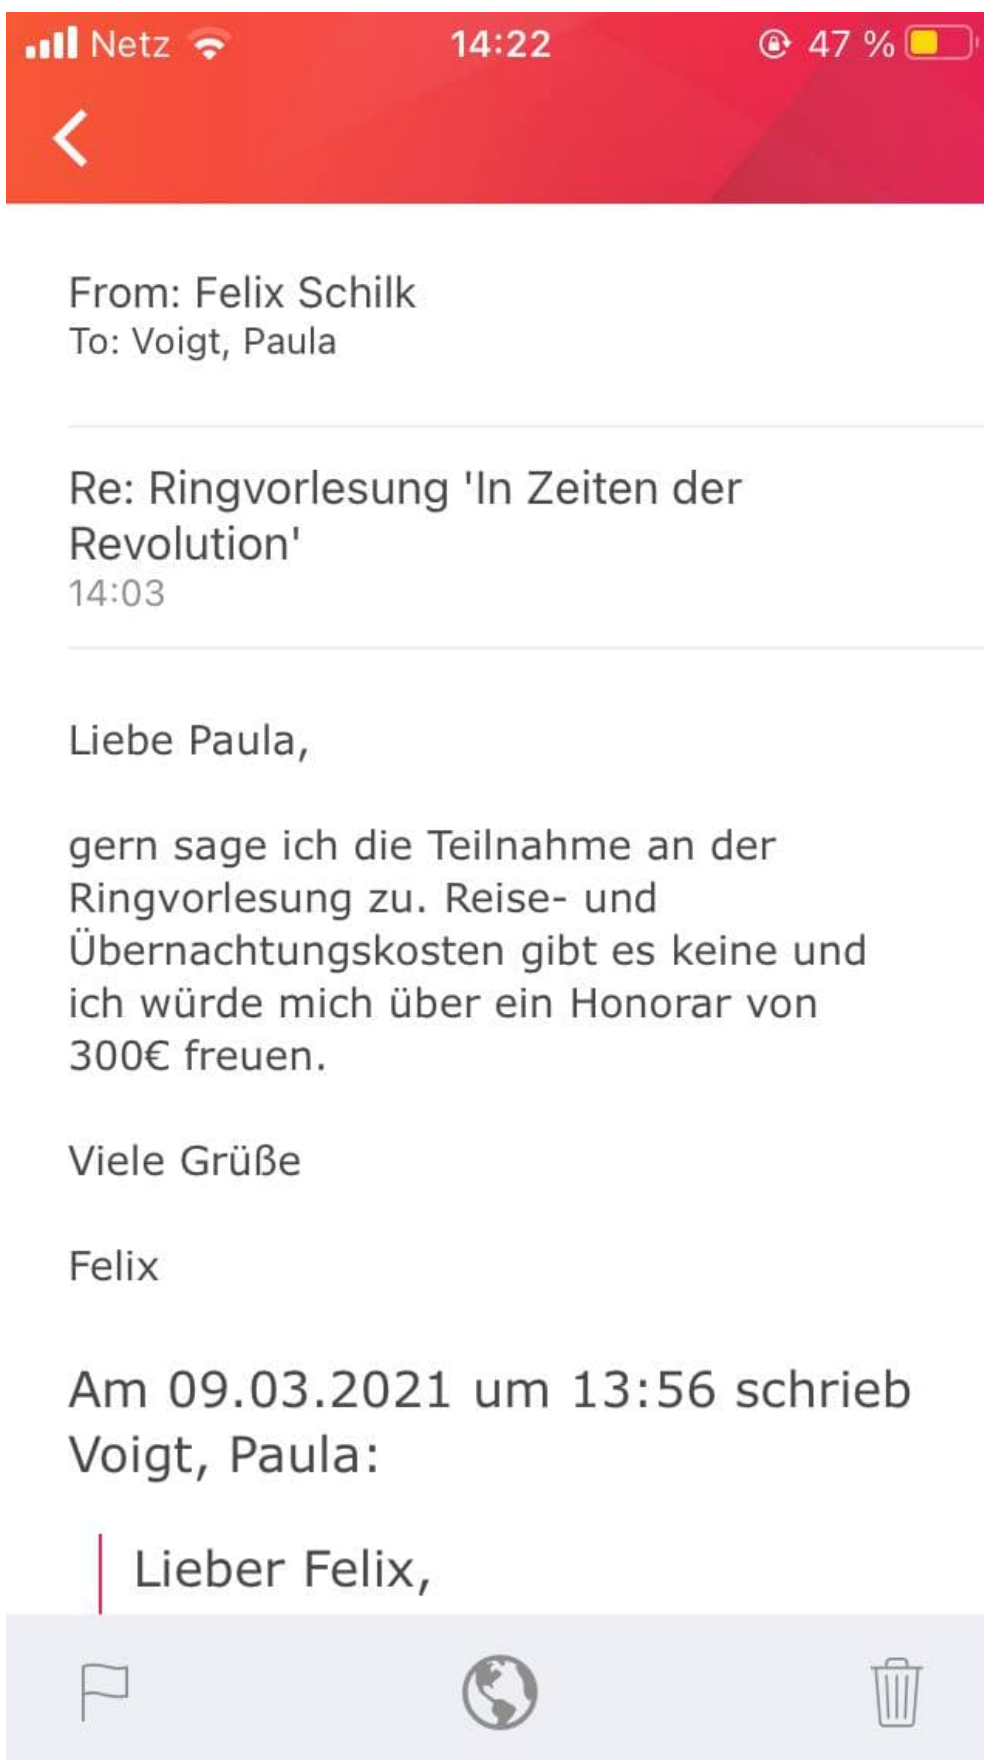 Netz 14:22 47 %
From: Felix Schilk
To: Voigt, Paula
Re: Ringvorlesung 'In Zeiten der
Revolution'
14:03
Liebe Paula,
gern sage ich die Teilnahme an der
Ringvorlesung zu. Reise- und
Übernachtungskosten gibt es keine und
ich würde mich über ein Honorar von
300€ freuen.
Viele Grüße
Felix
Am 09.03.2021 um 13:56 schrieb
Voigt, Paula:
Lieber Felix,